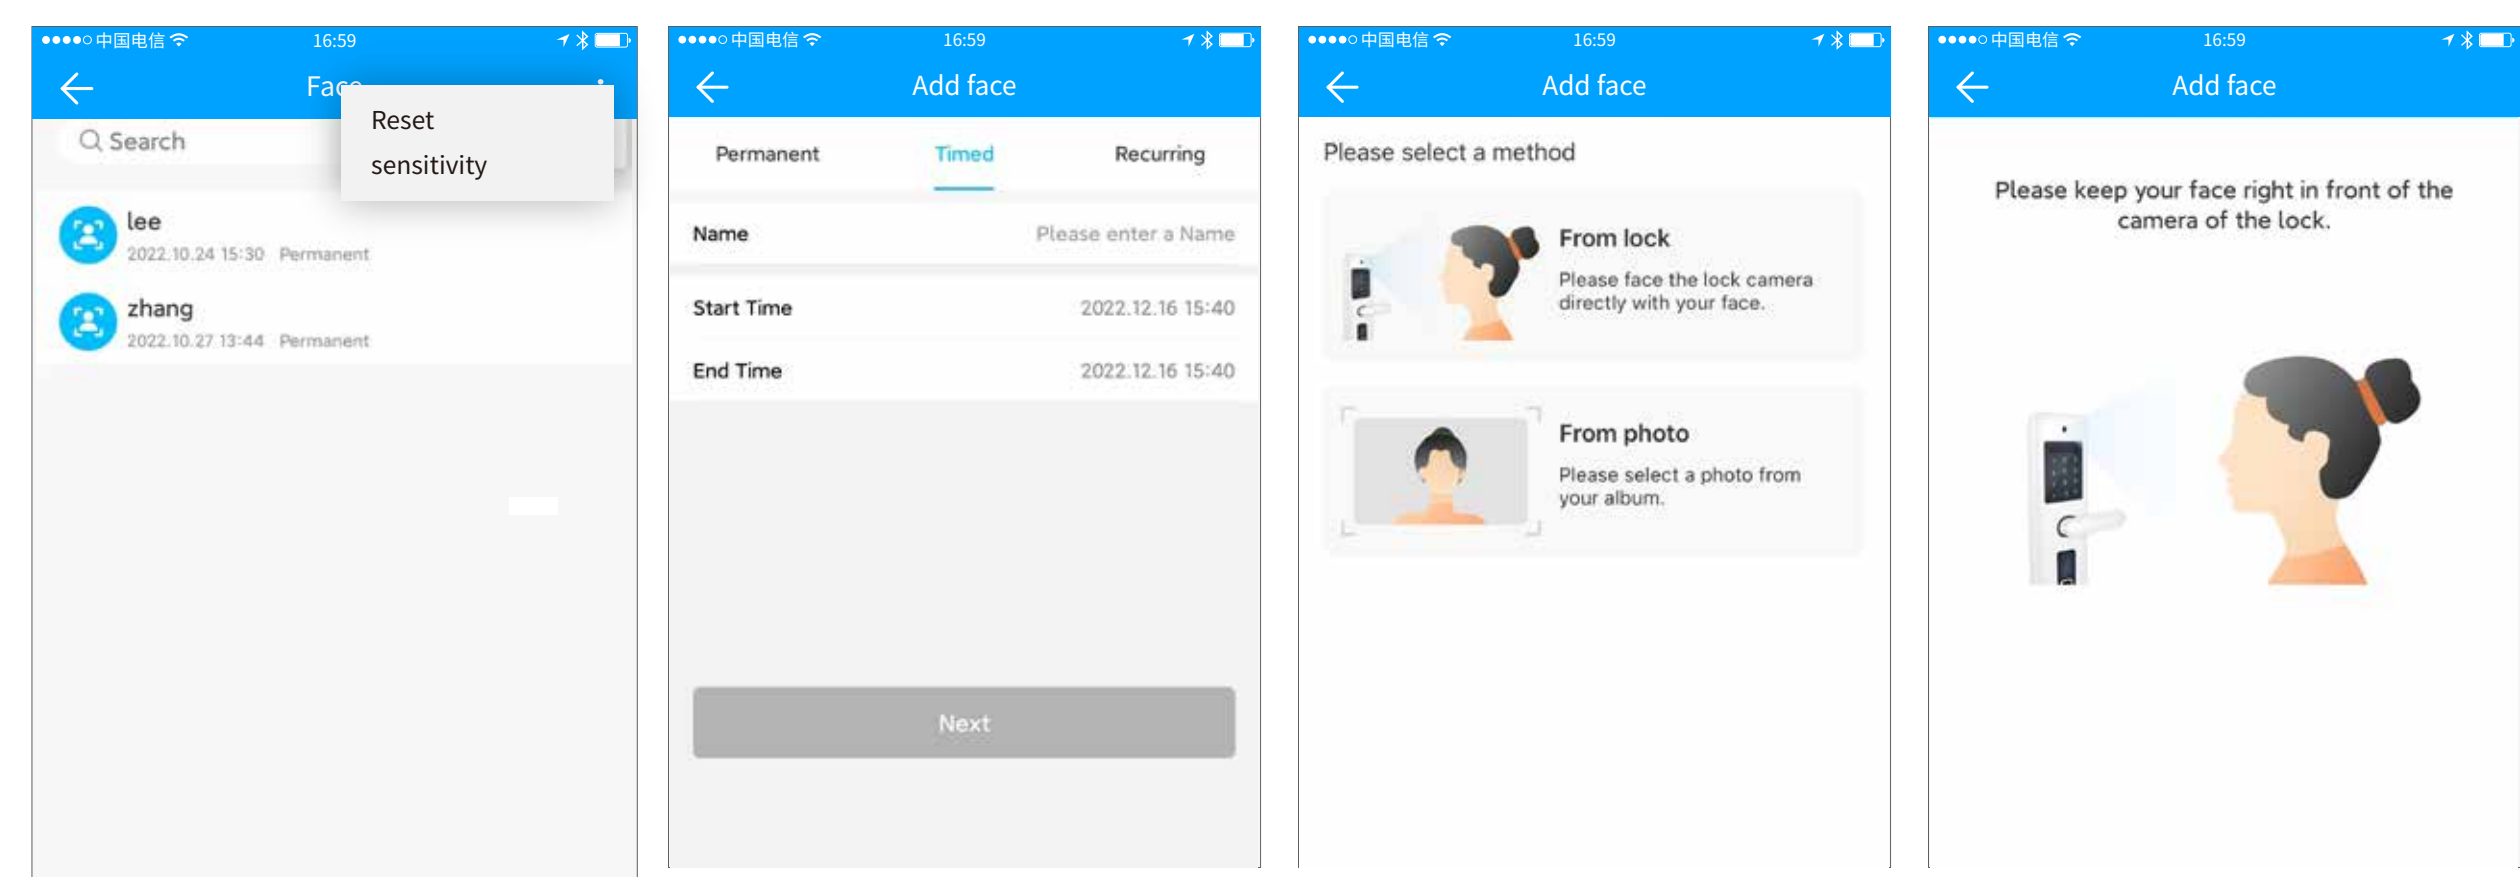 中国电信 16:59
Face
Reset
sensitivity
Search
lee
2022.10.24 15:30 Permanent
zhang
2022.10.27 13:44 Permanent
中国电信 16:59
Add face
Permanent Timed Recurring
Name Please enter a Name
Start Time 2022.12.16 15:40
End Time 2022.12.16 15:40
Next
中国电信 16:59
Add face
Please select a method
From lock
Please face the lock camera
directly with your face.
From photo
Please select a photo from
your album.
中国电信 16:59
Add face
Please keep your face right in front of the
camera of the lock.